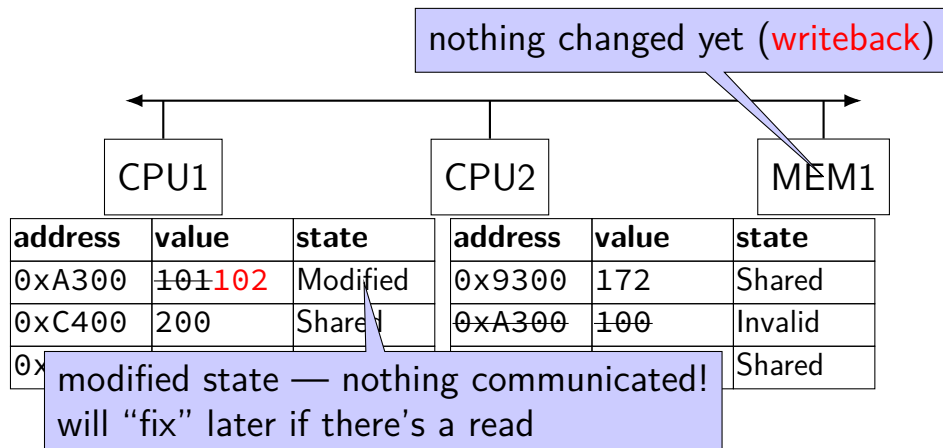 nothing changed yet (writeback)
CPU1 CPU2 MEM1
address value state address value state
0xA300 101102 Modified 0x9300 172 Shared
0xC400 200 Shared 0xA300 100 Invalid
0x Shared
modified state — nothing communicated!
will “fix” later if there's a read